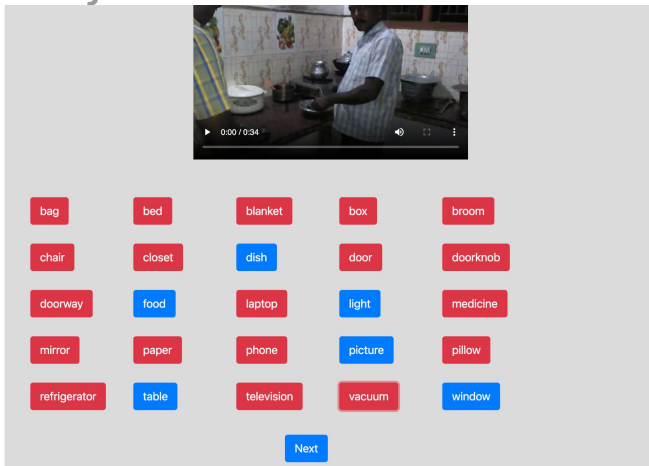 0:00 / 0:34
bag bed blanket box broom
chair closet dish door doorknob
doorway food laptop light medicine
mirror paper phone picture pillow
refrigerator table television vacuum window
Next